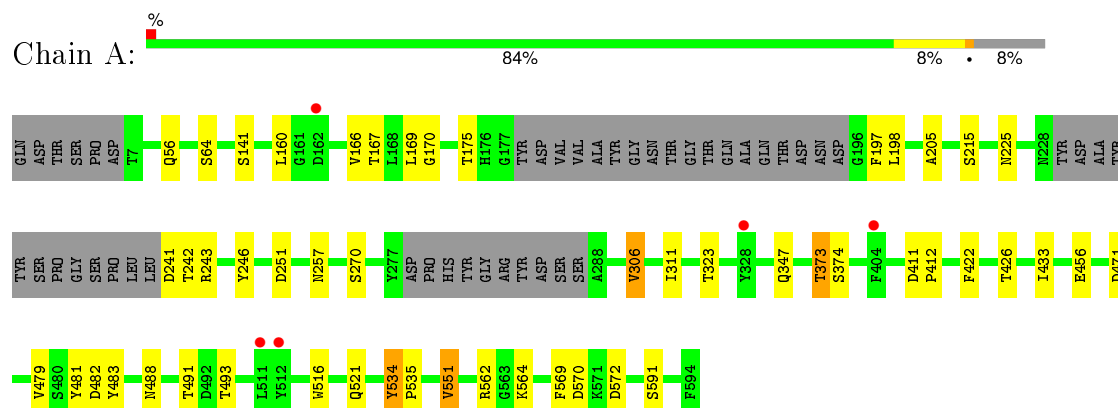 %
Chain A:
84% 8% • 8%
GLN ASP THR SER PRO ASP T7 Q56 S64 S141 L160 G161 D162 V166 T167 L168 L169 G170 T175 H176 G177 TYR ASP VAL VAL ALA TYR GLY ASN THR GLY THR GLN ALA GLN THR ASP ASN ASP G196 F197 L198 A205 S215 N225 N228 TYR ASP ALA TYR
TYR SER PRO GLY SER PRO LEU LEU D241 T242 R243 Y246 D251 N257 S270 Y277 ASP PRO HIS TYR GLY ARG TYR ASP SER SER A288 V306 I311 T323 Y328 Q347 T373 S374 F404 D411 P412 F422 T426 I433 E456 D471
V479 S480 Y481 D482 Y483 N488 T491 D492 T493 L511 Y512 W516 Q521 Y534 P535 V551 R562 G563 K564 F569 D570 K571 D572 S591 F594